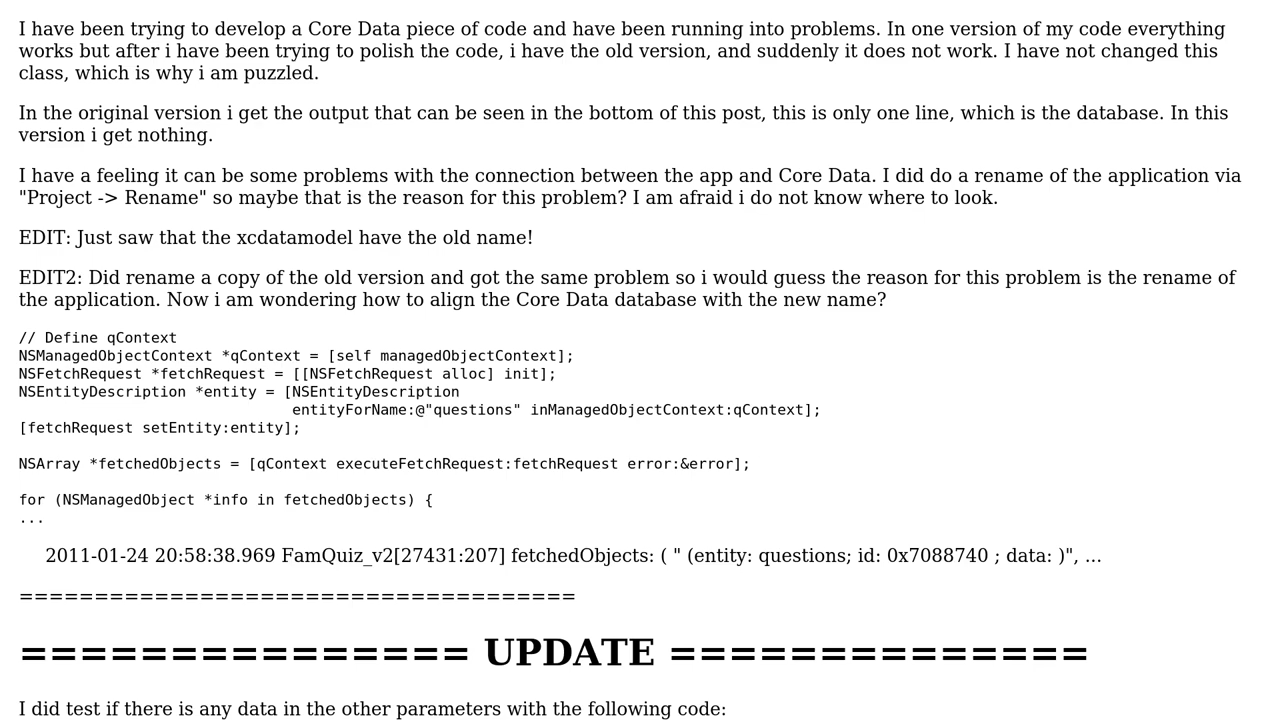 I have been trying to develop a Core Data piece of code and have been running into problems. In one version of my code everything
works but after i have been trying to polish the code, i have the old version, and suddenly it does not work. I have not changed this
class, which is why i am puzzled.
In the original version i get the output that can be seen in the bottom of this post, this is only one line, which is the database. In this
version i get nothing.
I have a feeling it can be some problems with the connection between the app and Core Data. I did do a rename of the application via
"Project -> Rename" so maybe that is the reason for this problem? I am afraid i do not know where to look.
EDIT: Just saw that the xcdatamodel have the old name!
EDIT2: Did rename a copy of the old version and got the same problem so i would guess the reason for this problem is the rename of
the application. Now i am wondering how to align the Core Data database with the new name?
// Define qContext
NSManagedObjectContext *qContext = [self managedObjectContext];
NSFetchRequest *fetchRequest = [[NSFetchRequest alloc] init];
NSEntityDescription *entity = [NSEntityDescription
                               entityForName:@"questions" inManagedObjectContext:qContext];
[fetchRequest setEntity:entity];
NSArray *fetchedObjects = [qContext executeFetchRequest:fetchRequest error:&error];
for (NSManagedObject *info in fetchedObjects) {
...
2011-01-24 20:58:38.969 FamQuiz_v2[27431:207] fetchedObjects: ( " (entity: questions; id: 0x7088740 ; data: )", ...
=====================================
=============== UPDATE ==============
I did test if there is any data in the other parameters with the following code: